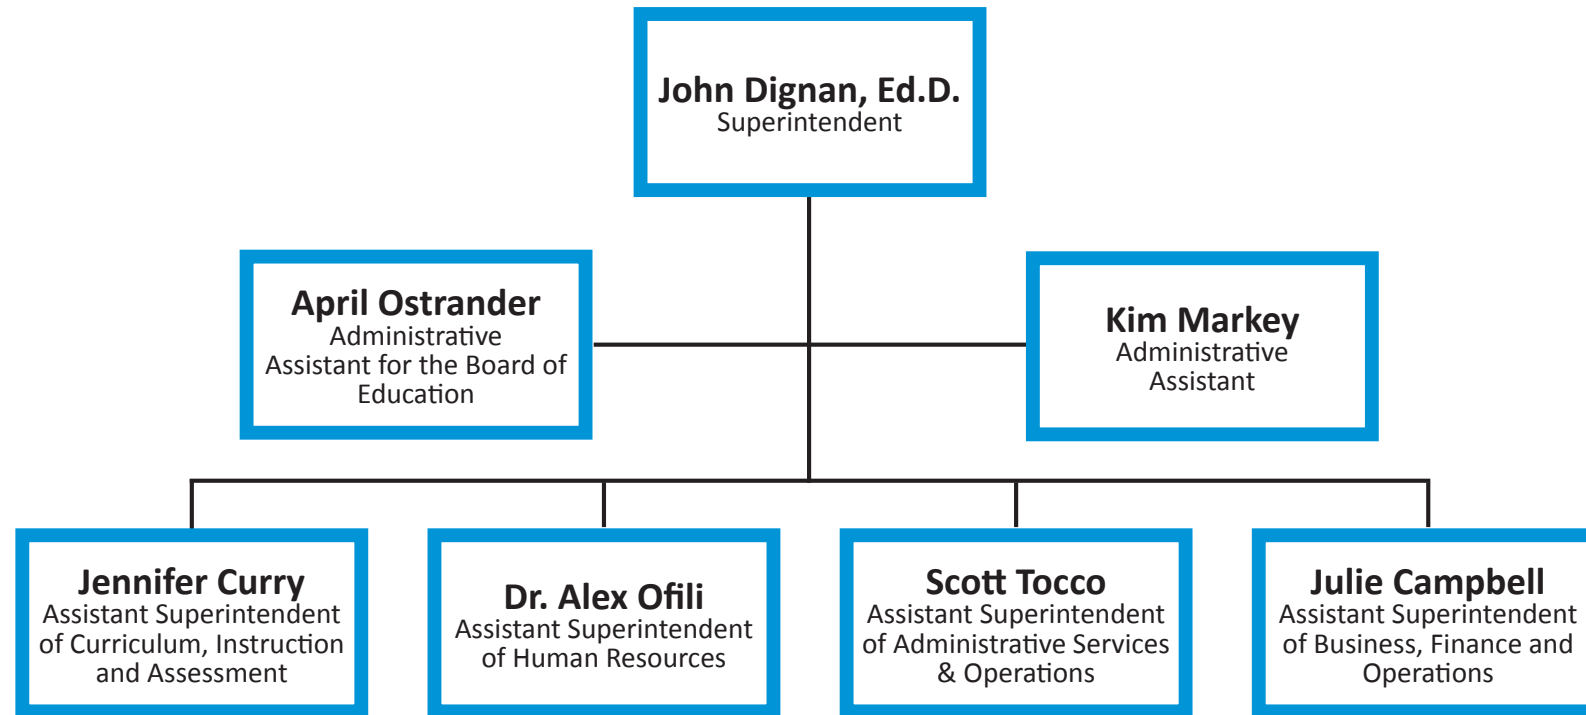 John Dignan, Ed.D.
Superintendent
April Ostrander
Administrative
Assistant for the Board of
Education
Kim Markey
Administrative
Assistant
Jennifer Curry
Assistant Superintendent
of Curriculum, Instruction
and Assessment
Dr. Alex Ofili
Assistant Superintendent
of Human Resources
Scott Tocco
Assistant Superintendent
of Administrative Services
& Operations
Julie Campbell
Assistant Superintendent
of Business, Finance and
Operations